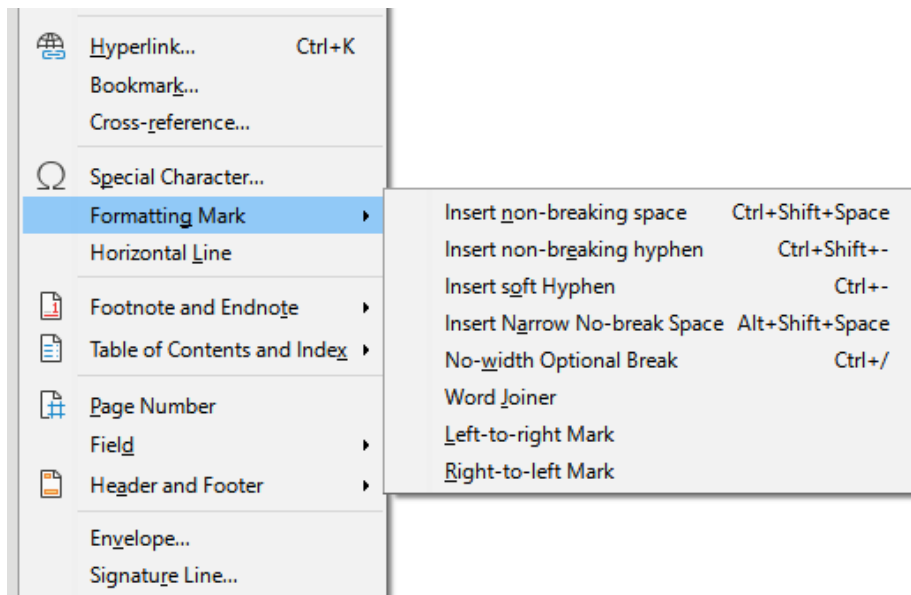 Hyperlink... Ctrl+K
Bookmark...
Cross-reference...
Special Character...
Formatting Mark
Horizontal Line
Footnote and Endnote
Table of Contents and Index
Page Number
Field
Header and Footer
Envelope...
Signature Line...
Insert non-breaking space Ctrl+Shift+Space
Insert non-breaking hyphen Ctrl+Shift+-
Insert soft Hyphen Ctrl+-
Insert Narrow No-break Space Alt+Shift+Space
No-width Optional Break Ctrl+/
Word Joiner
Left-to-right Mark
Right-to-left Mark